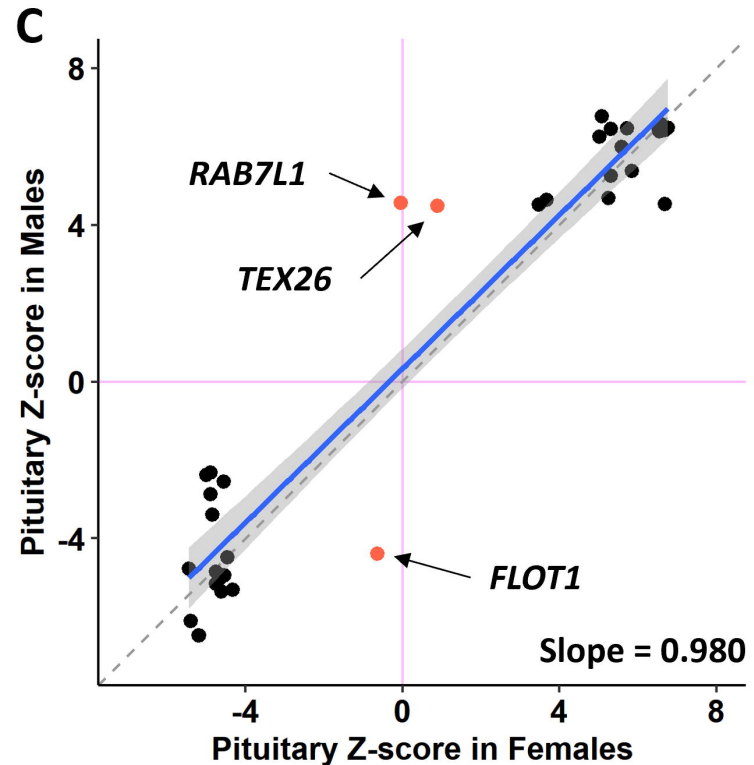 C
8
RAB7L1
4
TEX26
Pituitary Z-score in Males
0
-4
FLOT1
Slope = 0.980
-4 0 4 8
Pituitary Z-score in Females